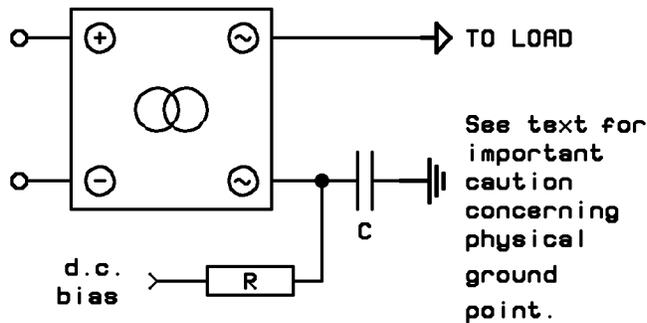 +
~
TO LOAD
See text for
important
caution
concerning
physical
ground
point.
−
~
C
d.c.
bias
R